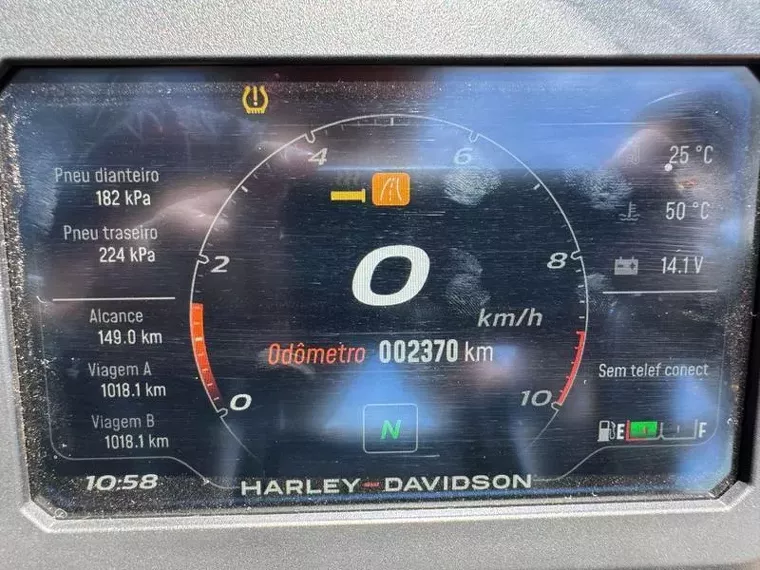 Pneu dianteiro
182 kPa
Pneu traseiro
224 kPa
Alcance
149.0 km
Viagem A
1018.1 km
Viagem B
1018.1 km
10:58
4
6
2
8
0
10
0
km/h
Odômetro 002370 km
N
HARLEY-DAVIDSON
25 °C
50 °C
14.1 V
Sem telef conect
E F